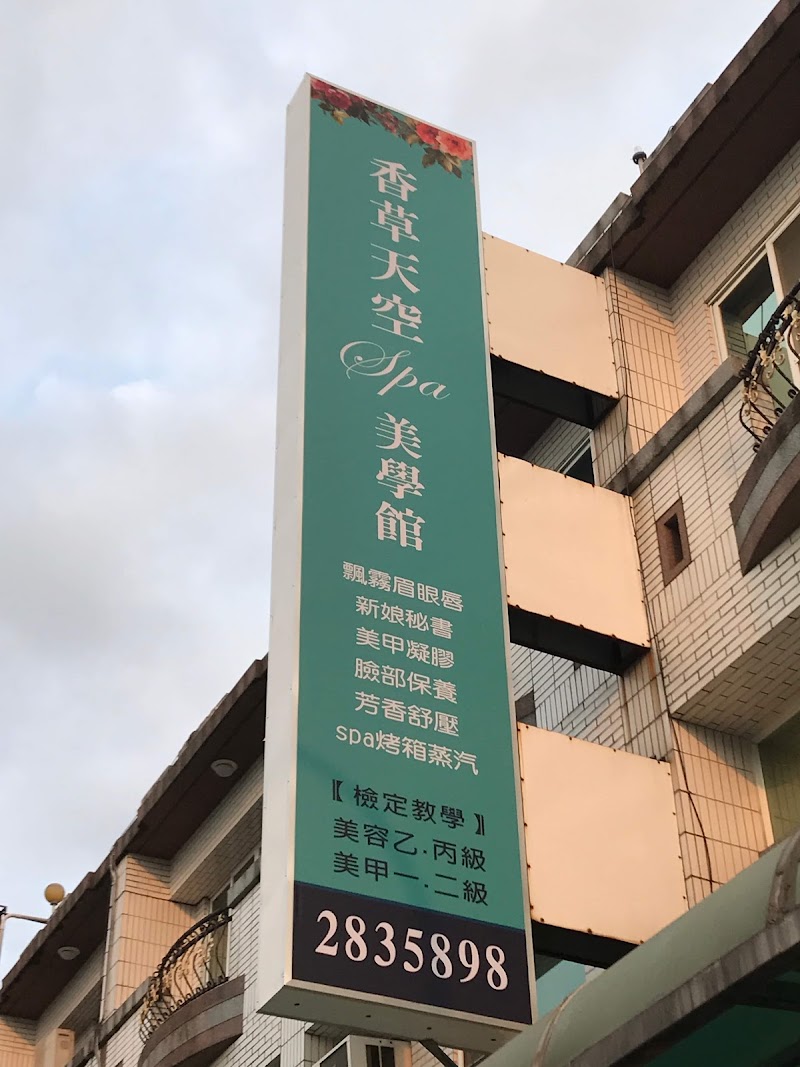 香草天空
Spa
美學館
飄霧眉眼唇
新娘秘書
美甲凝膠
臉部保養
芳香舒壓
spa烤箱蒸汽
【檢定教學】
美容乙.丙級
美甲一.二級
2835898